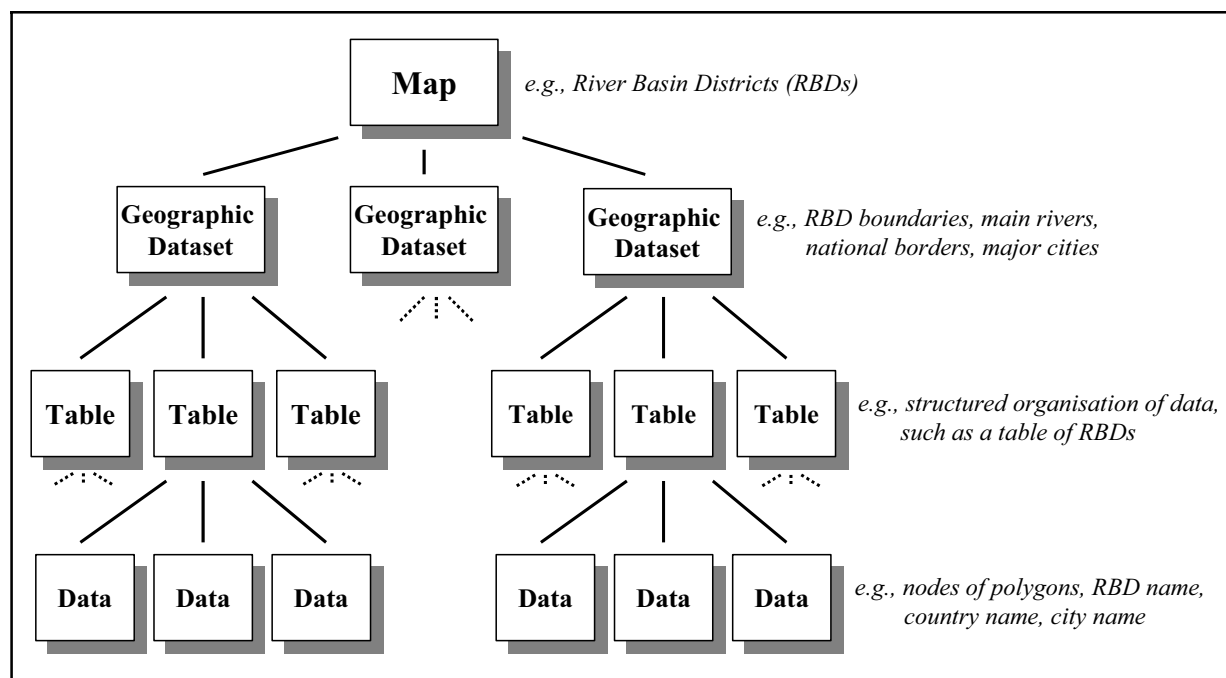 Map
e.g., River Basin Districts (RBDs)
Geographic
Dataset
Geographic
Dataset
Geographic
Dataset
e.g., RBD boundaries, main rivers,
national borders, major cities
Table
Table
Table
Table
Table
Table
e.g., structured organisation of data,
such as a table of RBDs
Data
Data
Data
Data
Data
Data
e.g., nodes of polygons, RBD name,
country name, city name